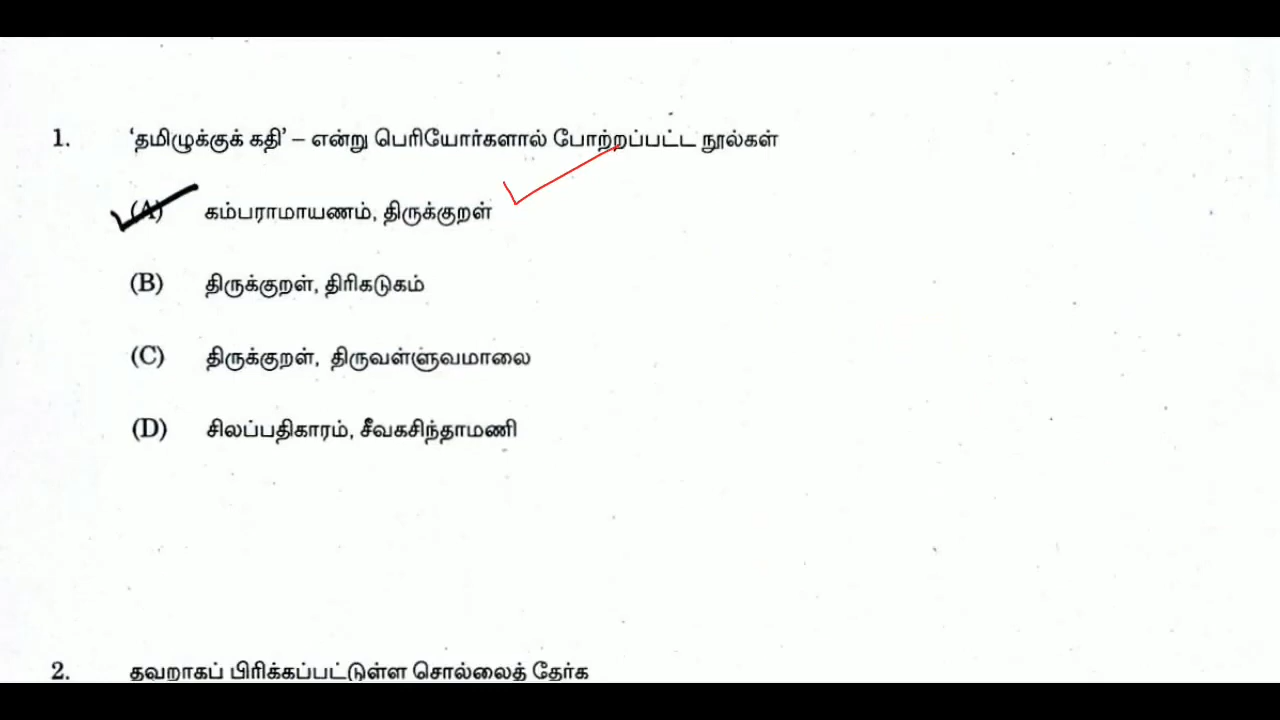 1. ‘தமிழுக்குக் கதி’ – என்று பெரியோர்களால் போற்றப்பட்ட நூல்கள்
(A) கம்பராமாயணம், திருக்குறள்
(B) திருக்குறள், திரிகடுகம்
(C) திருக்குறள், திருவள்ளுவமாலை
(D) சிலப்பதிகாரம், சீவகசிந்தாமணி
2. தவறாகப் பிரிக்கப்பட்டுள்ள சொல்லைத் தேர்க